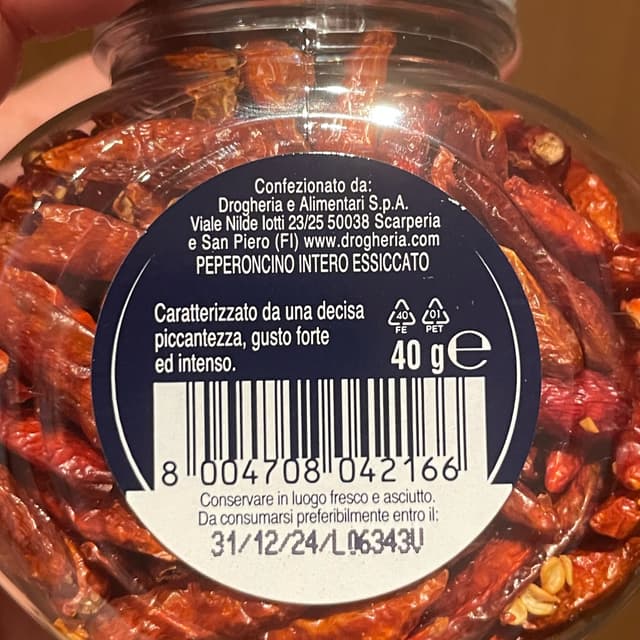 Confezionato da:
Drogheria e Alimentari S.p.A.
Viale Nilde Iotti 23/25 50038 Scarperia
e San Piero (FI) www.drogheria.com
PEPERONCINO INTERO ESSICCATO
Caratterizzato da una decisa
piccantezza, gusto forte
ed intenso.
40 FE
01 PET
40 g e
8 004708 042166
Conservare in luogo fresco e asciutto.
Da consumarsi preferibilmente entro il:
31/12/24/L06343V